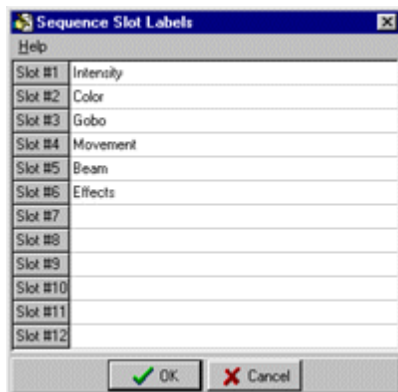 Sequence Slot Labels
Help
Slot #1 Intensity
Slot #2 Color
Slot #3 Gobo
Slot #4 Movement
Slot #5 Beam
Slot #6 Effects
Slot #7
Slot #8
Slot #9
Slot #10
Slot #11
Slot #12
OK Cancel